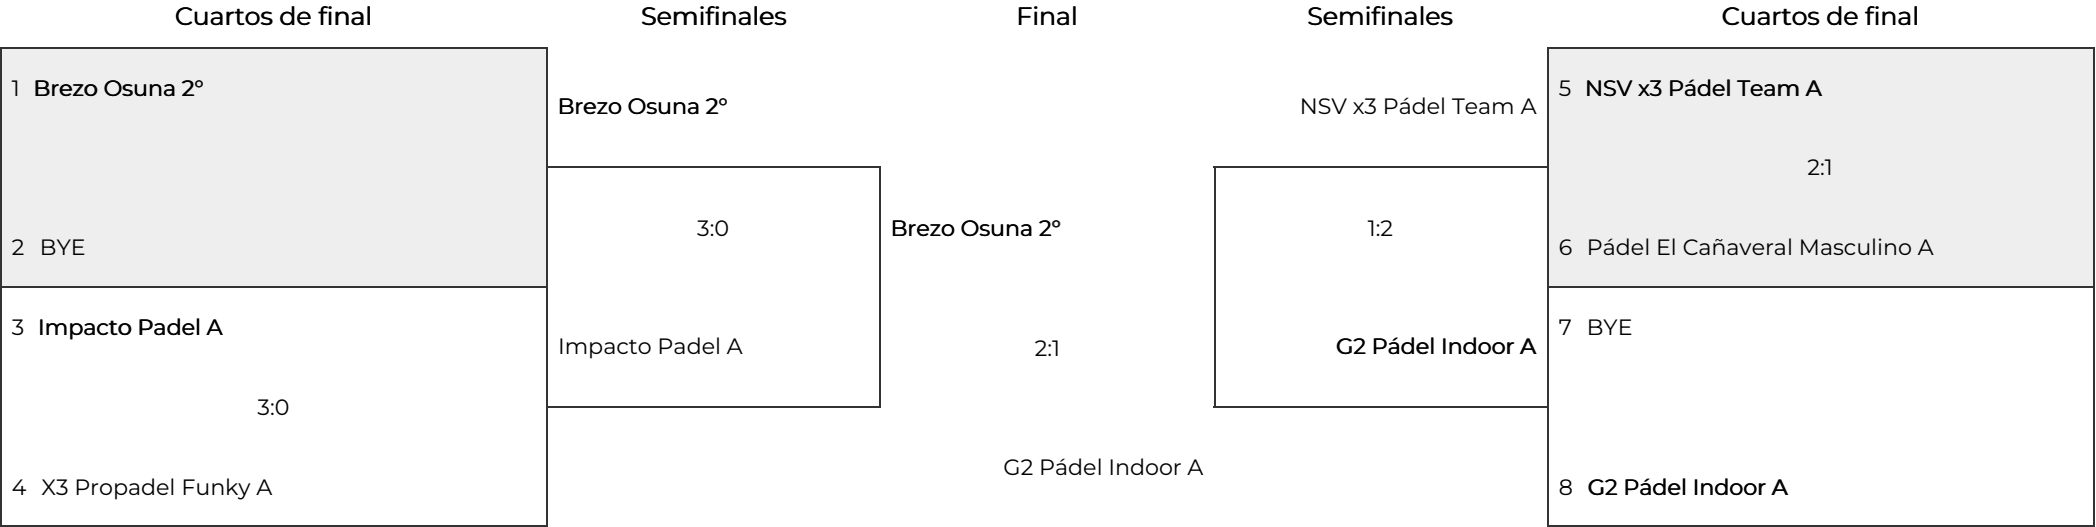 Cuartos de final
Semifinales
Final
Semifinales
Cuartos de final
1 Brezo Osuna 2º
2 BYE
3 Impacto Padel A
3:0
4 X3 Propadel Funky A
Brezo Osuna 2º
3:0
Impacto Padel A
Brezo Osuna 2º
2:1
G2 Pádel Indoor A
NSV x3 Pádel Team A
1:2
G2 Pádel Indoor A
5 NSV x3 Pádel Team A
2:1
6 Pádel El Cañaveral Masculino A
7 BYE
8 G2 Pádel Indoor A